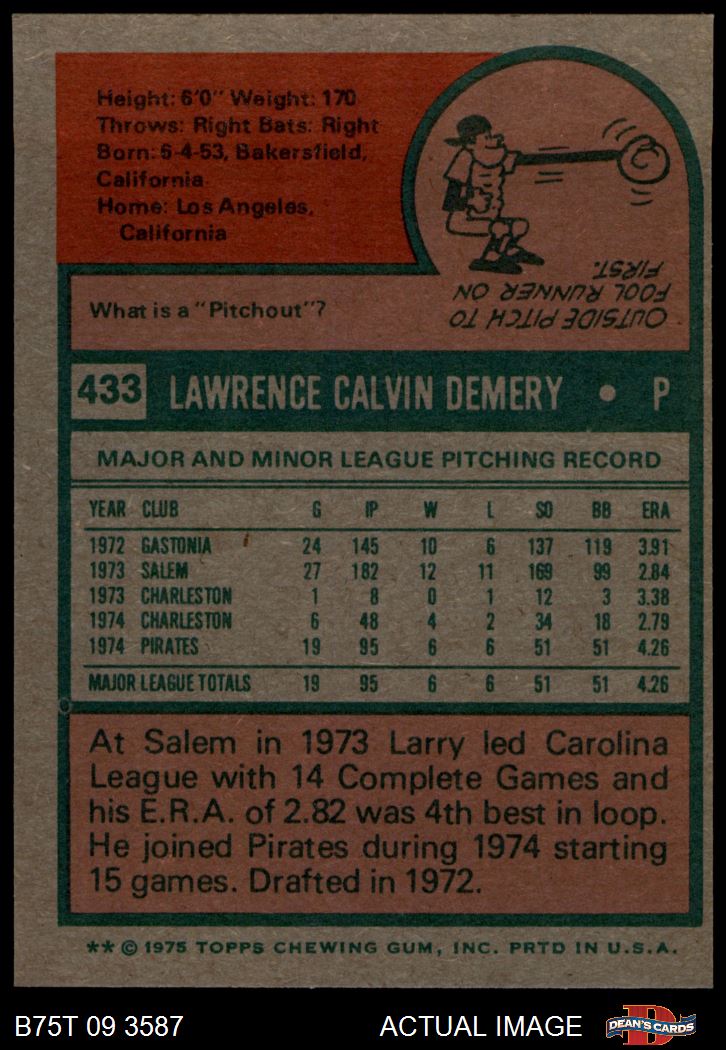 Height: 6'0" Weight: 170
Throws: Right Bats: Right
Born: 6-4-53, Bakersfield,
California
Home: Los Angeles,
California
What is a "Pitchout"?
OUTSIDE PITCH TO
FOOL RUNNER ON
FIRST.
433 LAWRENCE CALVIN DEMERY • P
MAJOR AND MINOR LEAGUE PITCHING RECORD
YEAR CLUB G IP W L SO BB ERA
1972 GASTONIA 24 145 10 6 137 119 3.91
1973 SALEM 27 182 12 11 169 99 2.84
1973 CHARLESTON 1 8 0 1 12 3 3.38
1974 CHARLESTON 6 48 4 2 34 18 2.79
1974 PIRATES 19 95 6 6 51 51 4.26
MAJOR LEAGUE TOTALS 19 95 6 6 51 51 4.26
At Salem in 1973 Larry led Carolina
League with 14 Complete Games and
his E.R.A. of 2.82 was 4th best in loop.
He joined Pirates during 1974 starting
15 games. Drafted in 1972.
** © 1975 TOPPS CHEWING GUM, INC. PRTD IN U.S.A.
B75T 09 3587 ACTUAL IMAGE D DEAN'S CARDS